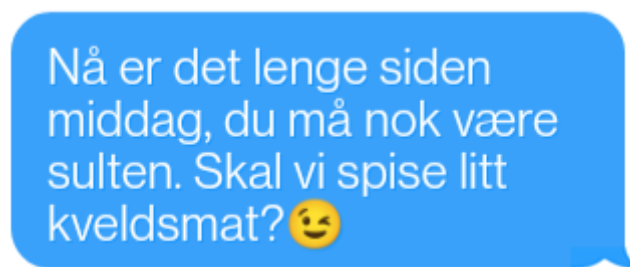 Nå er det lenge siden
middag, du må nok være
sulten. Skal vi spise litt
kveldsmat?😉